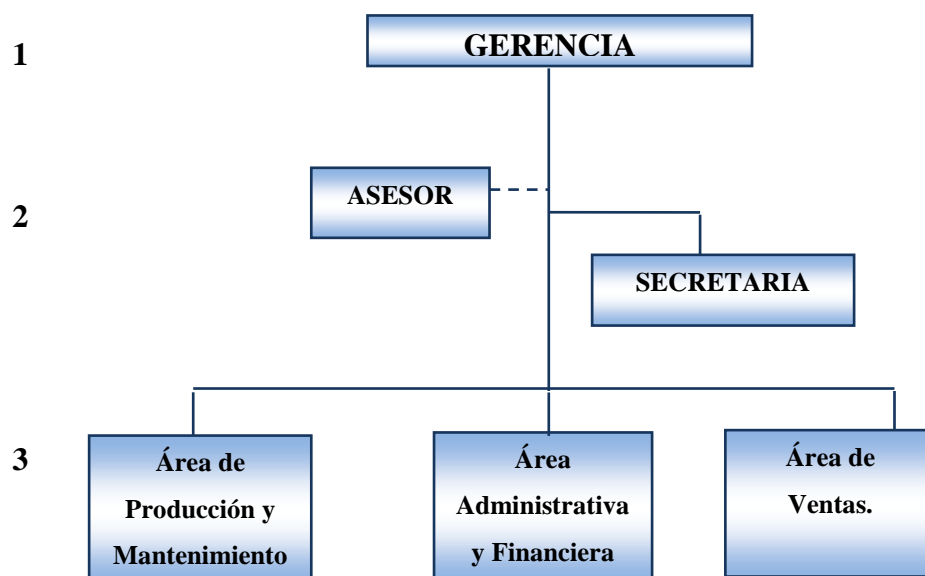 1
GERENCIA
2
ASESOR
SECRETARIA
3
Área de
Producción y
Mantenimiento
Área
Administrativa
y Financiera
Área de
Ventas.